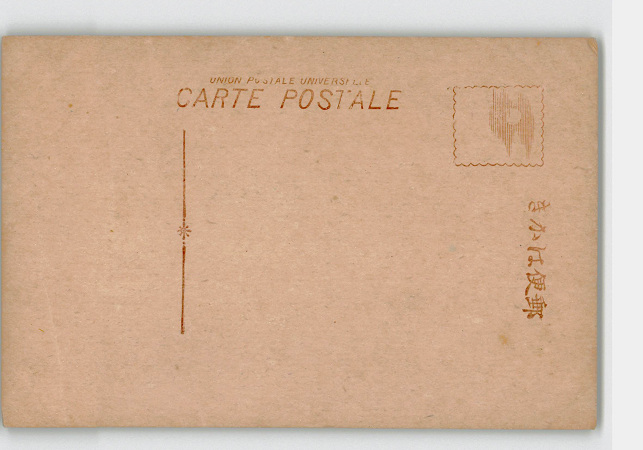 UNION POSTALE UNIVERSELLE
CARTE POSTALE
郵便はかき